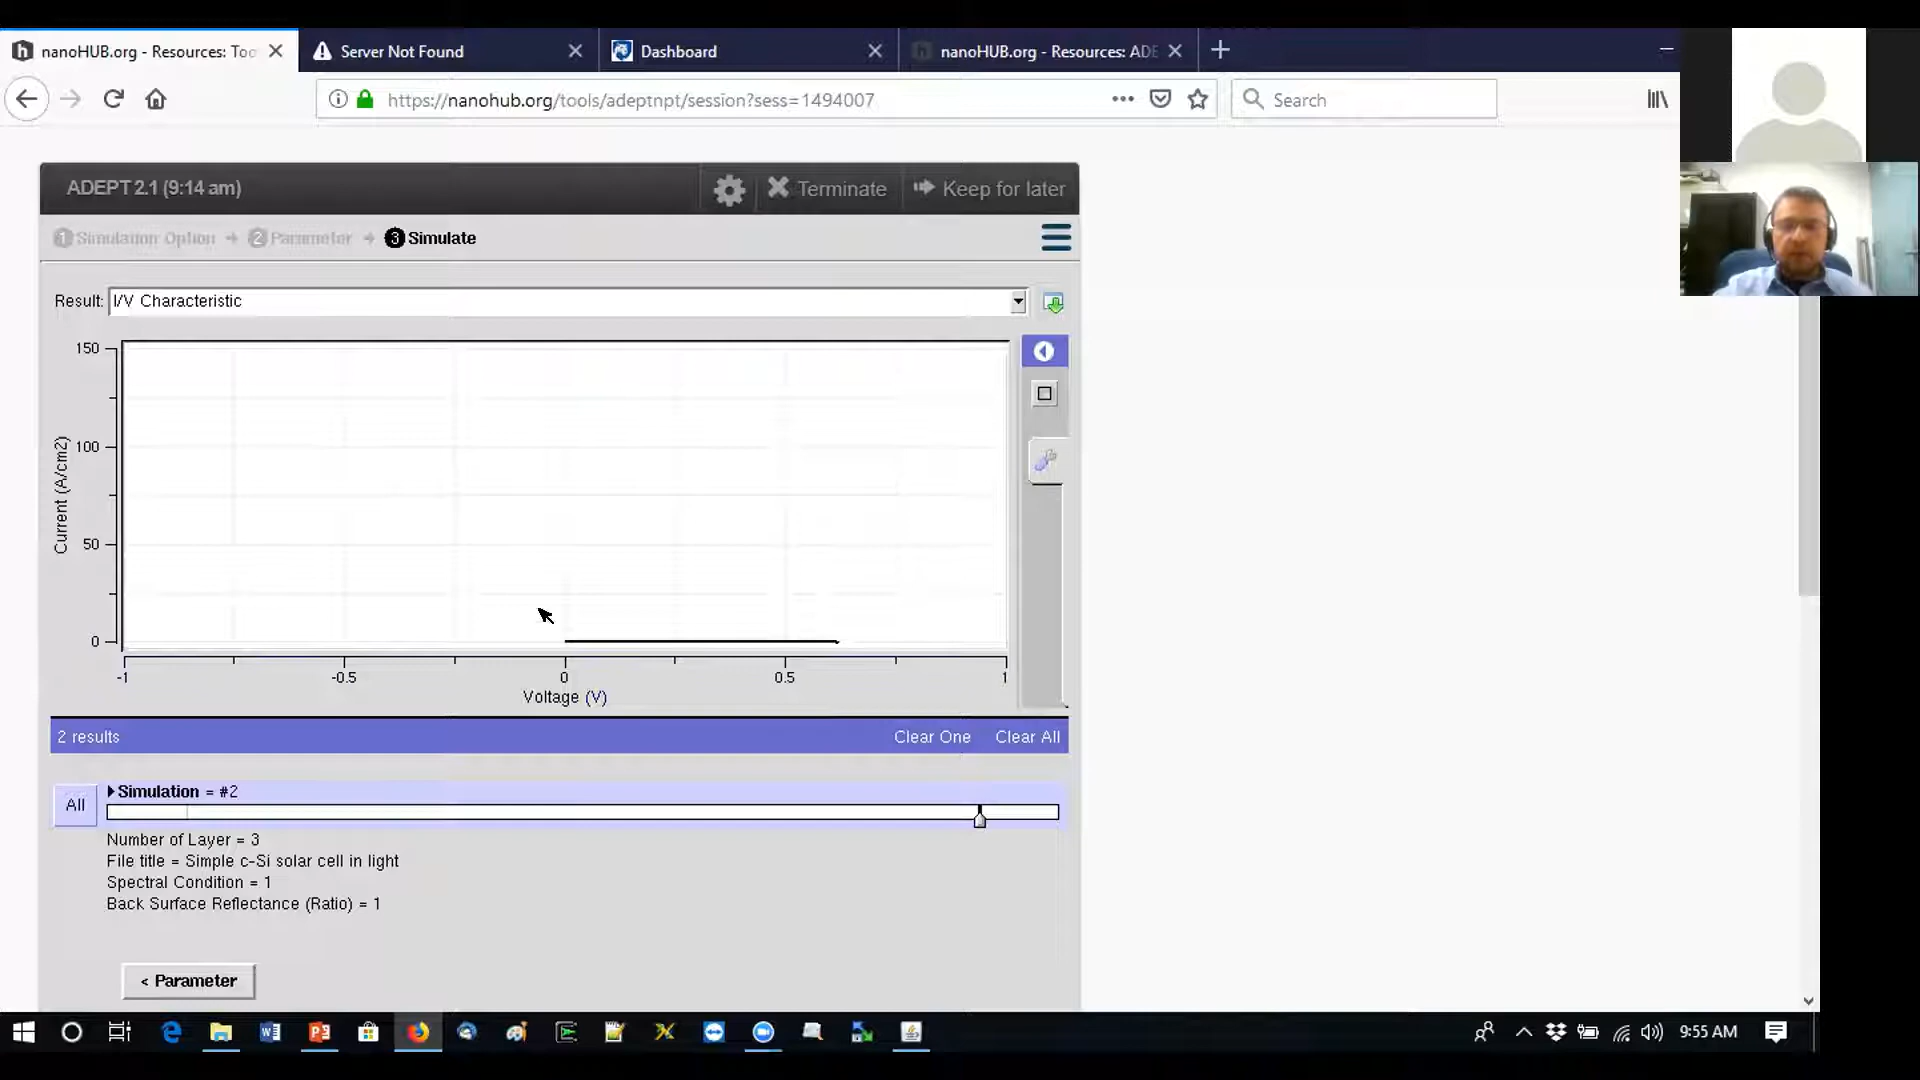 nanoHUB.org - Resources: Too
Server Not Found
Dashboard
nanoHUB.org - Resources: ADE
https://nanohub.org/tools/adeptnpt/session?sess=1494007
Search
ADEPT 2.1 (9:14 am)
Terminate
Keep for later
1 Simulation Option
2 Parameter
3 Simulate
Result: I/V Characteristic
150
100
50
0
Current (A/cm2)
-1
-0.5
0
0.5
1
Voltage (V)
2 results
Clear One
Clear All
All
Simulation = #2
Number of Layer = 3
File title = Simple c-Si solar cell in light
Spectral Condition = 1
Back Surface Reflectance (Ratio) = 1
< Parameter
9:55 AM